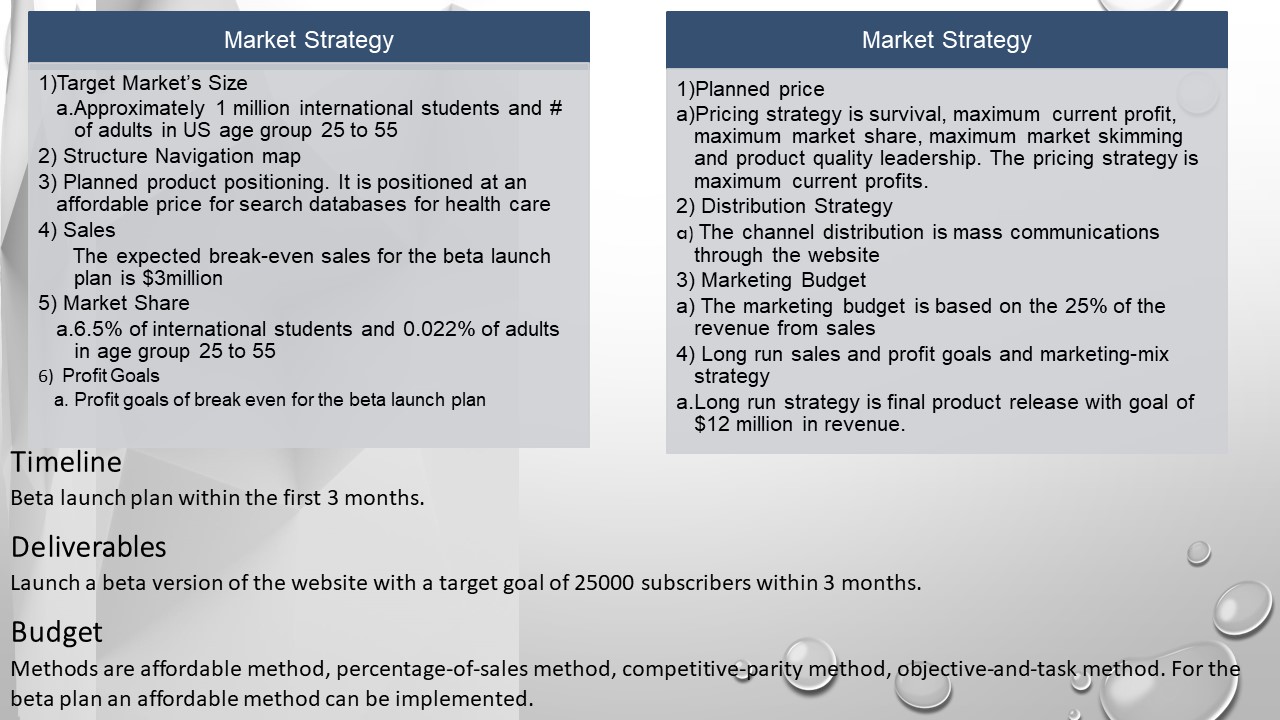 Market Strategy
1)Target Market’s Size
a.Approximately 1 million international students and #
of adults in US age group 25 to 55
2) Structure Navigation map
3) Planned product positioning. It is positioned at an
affordable price for search databases for health care
4) Sales
The expected break-even sales for the beta launch
plan is $3million
5) Market Share
a.6.5% of international students and 0.022% of adults
in age group 25 to 55
6) Profit Goals
a. Profit goals of break even for the beta launch plan
Market Strategy
1)Planned price
a)Pricing strategy is survival, maximum current profit,
maximum market share, maximum market skimming
and product quality leadership. The pricing strategy is
maximum current profits.
2) Distribution Strategy
α) The channel distribution is mass communications
through the website
3) Marketing Budget
a) The marketing budget is based on the 25% of the
revenue from sales
4) Long run sales and profit goals and marketing-mix
strategy
a.Long run strategy is final product release with goal of
$12 million in revenue.
Timeline
Beta launch plan within the first 3 months.
Deliverables
Launch a beta version of the website with a target goal of 25000 subscribers within 3 months.
Budget
Methods are affordable method, percentage-of-sales method, competitive-parity method, objective-and-task method. For the
beta plan an affordable method can be implemented.